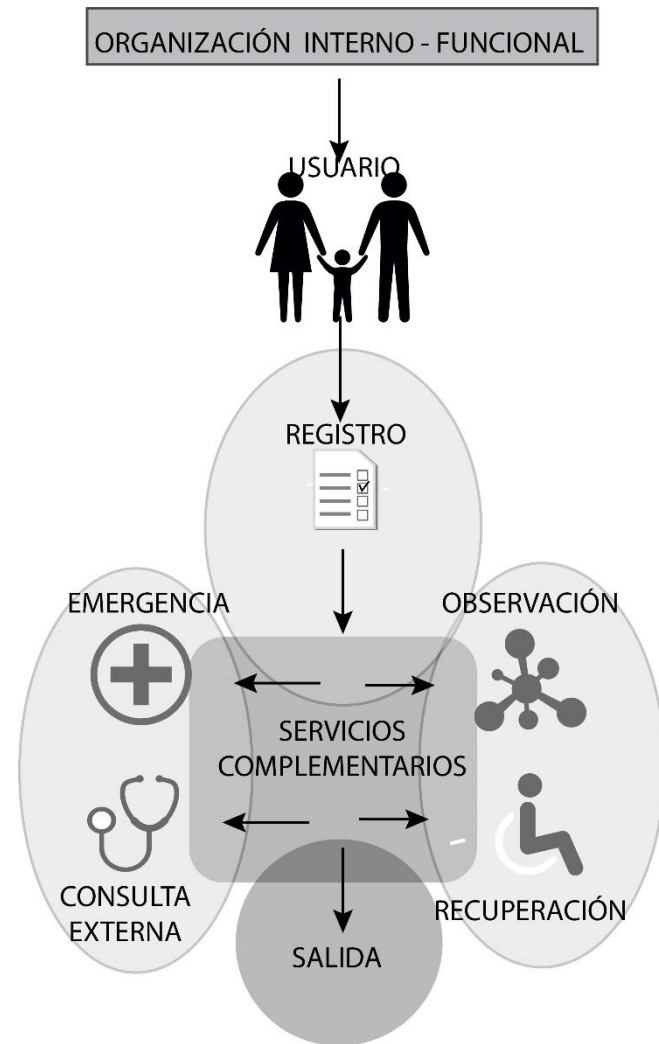 ORGANIZACIÓN INTERNO - FUNCIONAL
USUARIO
REGISTRO
EMERGENCIA
OBSERVACIÓN
SERVICIOS
COMPLEMENTARIOS
CONSULTA
EXTERNA
RECUPERACIÓN
SALIDA